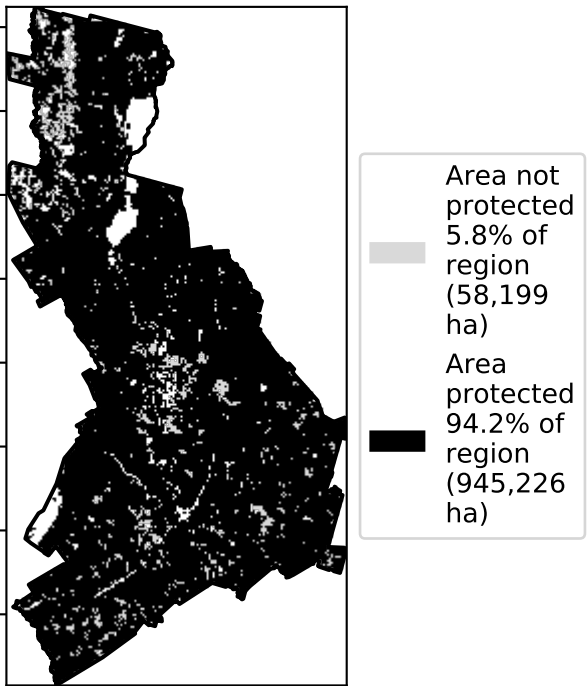 Area not
protected
5.8% of
region
(58,199
ha)
Area
protected
94.2% of
region
(945,226
ha)